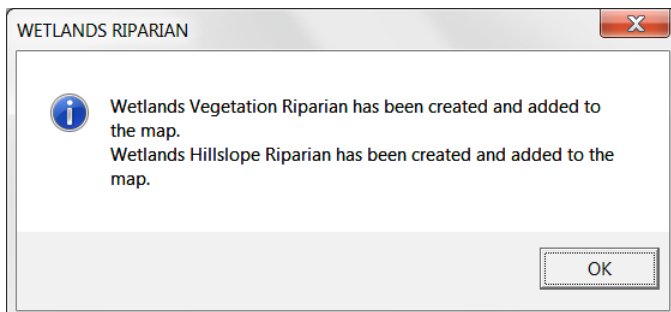 WETLANDS RIPARIAN
Wetlands Vegetation Riparian has been created and added to
the map.
Wetlands Hillslope Riparian has been created and added to the
map.
OK